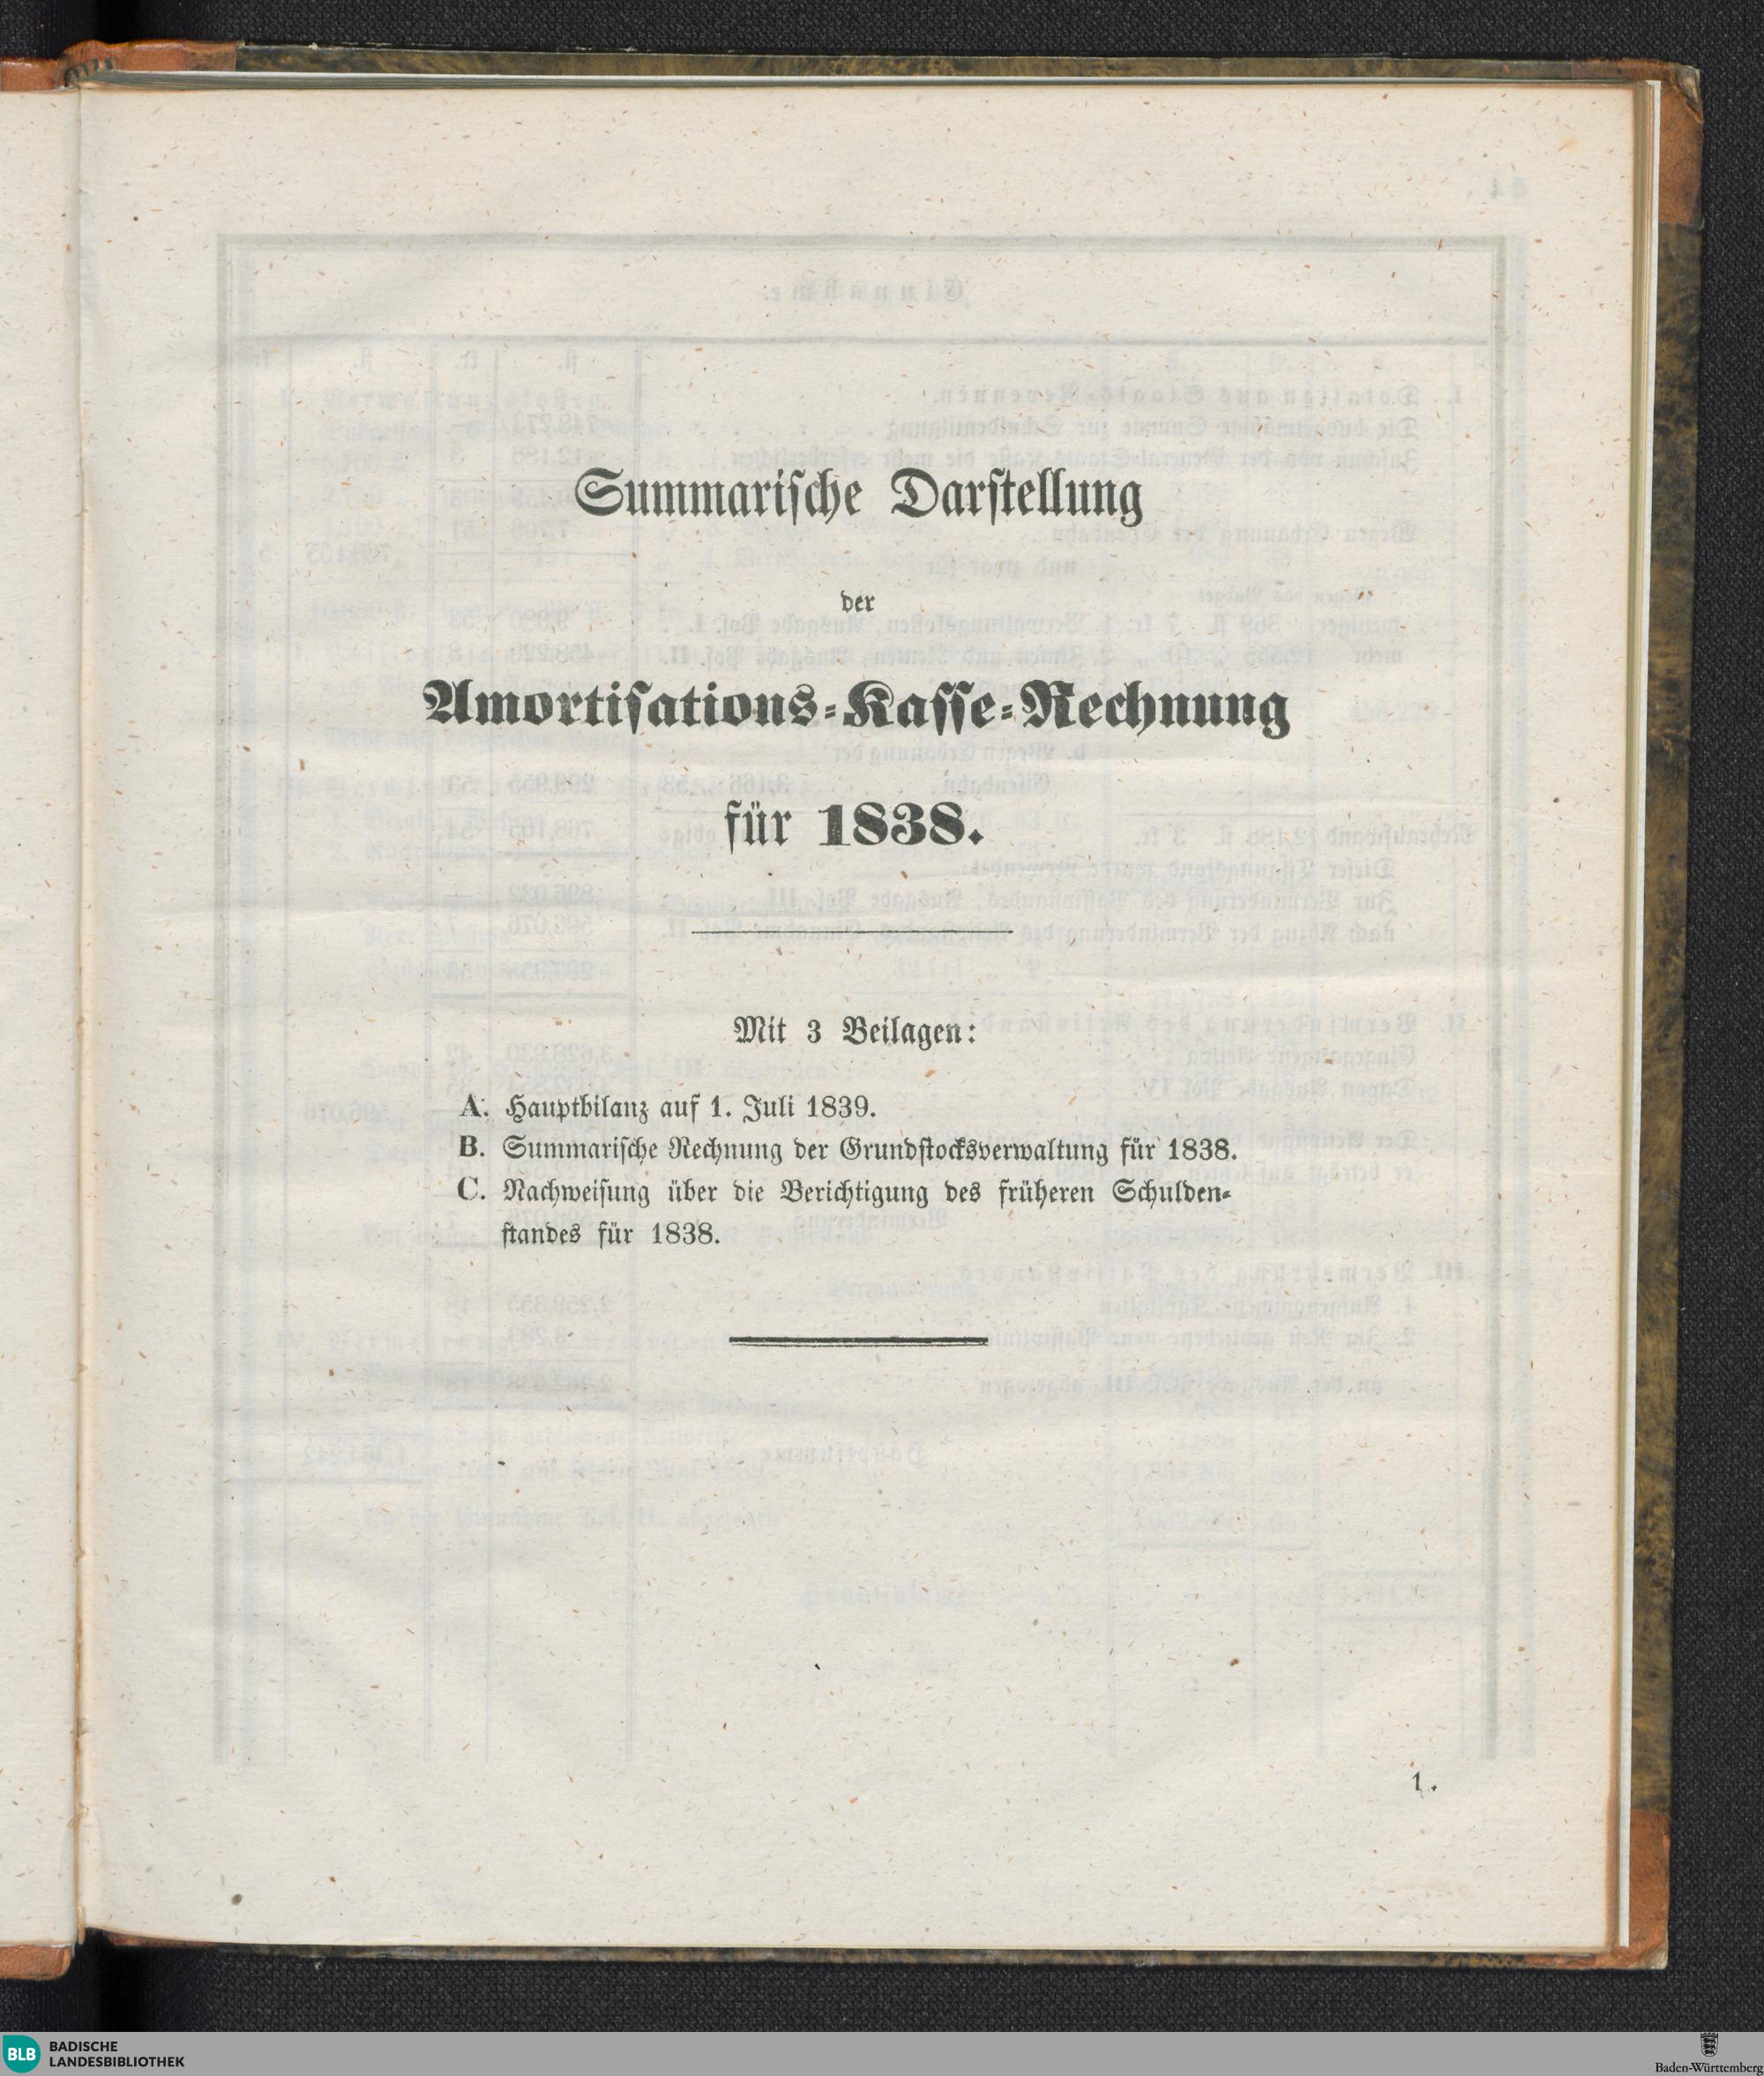 Summarische Darstellung
der
Amortisations-Kasse-Rechnung
für 1838.
Mit 3 Beilagen:
A. Hauptbilanz auf 1. Juli 1839.
B. Summarische Rechnung der Grundstocksverwaltung für 1838.
C. Nachweisung über die Berichtigung des früheren Schulden-
standes für 1838.
1.
BLB BADISCHE
LANDESBIBLIOTHEK
Baden-Württemberg